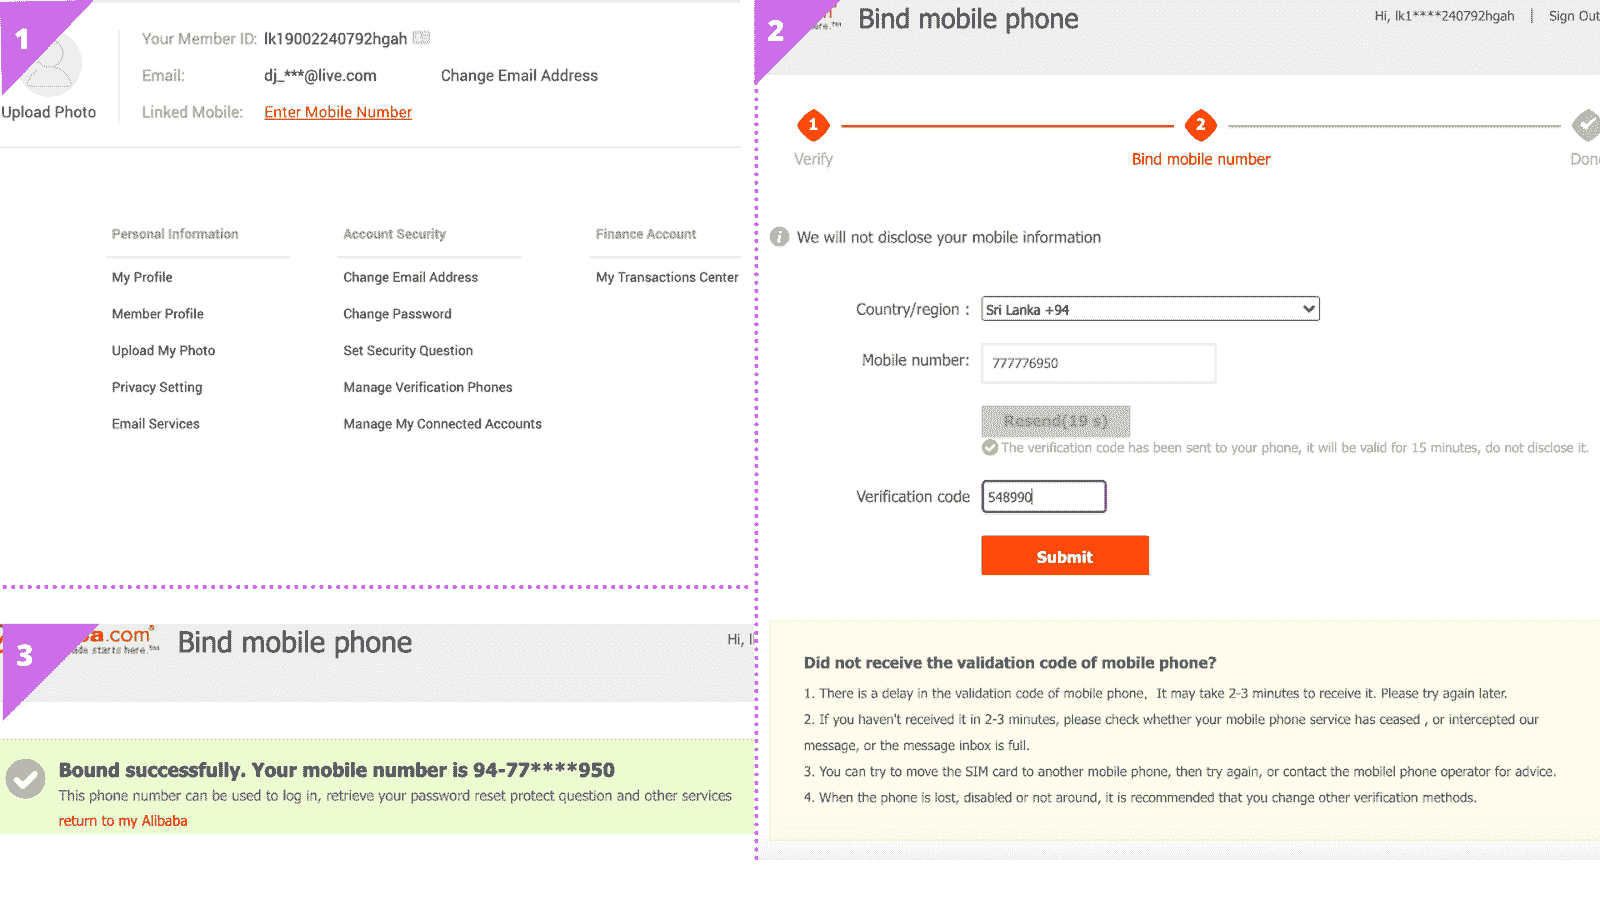 1
Your Member ID: lk19002240792hgah
Email: dj_***@live.com Change Email Address
Upload Photo
Linked Mobile: Enter Mobile Number
Personal Information
My Profile
Member Profile
Upload My Photo
Privacy Setting
Email Services
Account Security
Change Email Address
Change Password
Set Security Question
Manage Verification Phones
Manage My Connected Accounts
Finance Account
My Transactions Center
2
Bind mobile phone
Hi, lk1****240792hgah | Sign Out
1
Verify
2
Bind mobile number
We will not disclose your mobile information
Country/region : Sri Lanka +94
Mobile number: 777776950
Resend(19 s)
The verification code has been sent to your phone, it will be valid for 15 minutes, do not disclose it.
Verification code 548990
Submit
Did not receive the validation code of mobile phone?
1. There is a delay in the validation code of mobile phone, It may take 2-3 minutes to receive it. Please try again later.
2. If you haven't received it in 2-3 minutes, please check whether your mobile phone service has ceased , or intercepted our
message, or the message inbox is full.
3. You can try to move the SIM card to another mobile phone, then try again, or contact the mobilel phone operator for advice.
4. When the phone is lost, disabled or not around, it is recommended that you change other verification methods.
3
.com
starts here.™
Bind mobile phone
Hi,
Bound successfully. Your mobile number is 94-77****950
This phone number can be used to log in, retrieve your password reset protect question and other services
return to my Alibaba